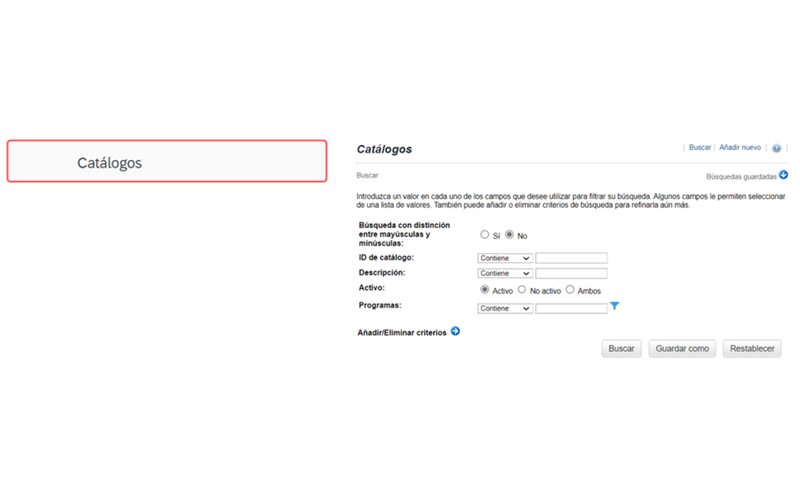 Catálogos
Catálogos
| Buscar | Añadir nuevo | ? |
Buscar
Búsquedas guardadas
Introduzca un valor en cada uno de los campos que desee utilizar para filtrar su búsqueda. Algunos campos le permiten seleccionar
de una lista de valores. También puede añadir o eliminar criterios de búsqueda para refinarla aún más.
Búsqueda con distinción
entre mayúsculas y
minúsculas:
Sí No
ID de catálogo: Contiene
Descripción: Contiene
Activo: Activo No activo Ambos
Programas: Contiene
Añadir/Eliminar criterios
Buscar Guardar como Restablecer